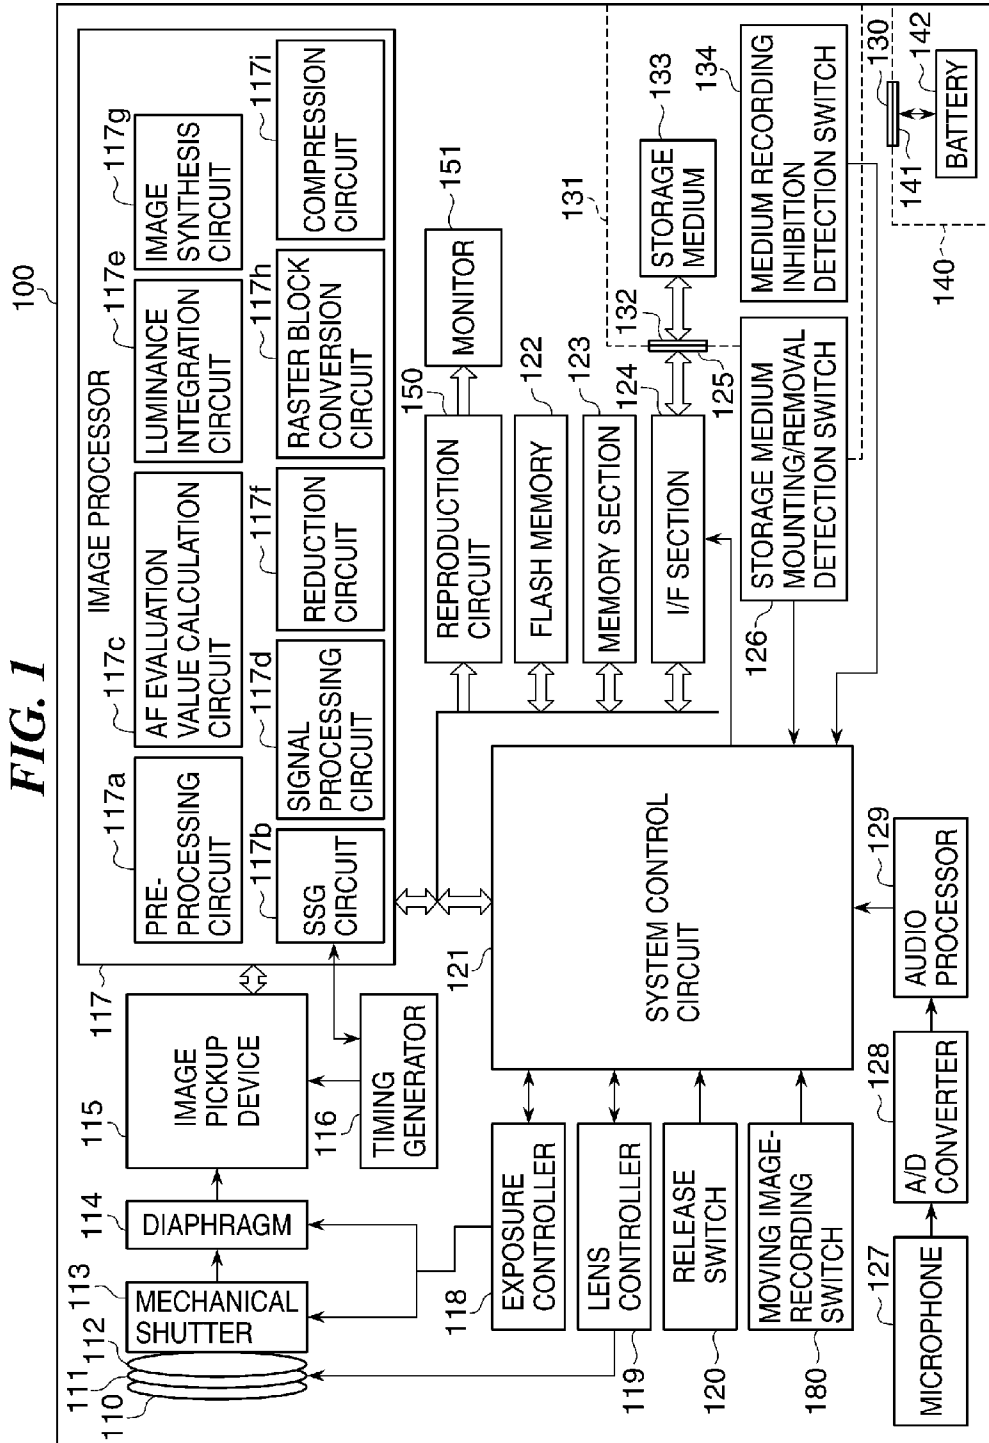 FIG. 1
100
IMAGE PROCESSOR
117a
117c
117e
117g
PRE-
PROCESSING
CIRCUIT
AF EVALUATION
VALUE CALCULATION
CIRCUIT
LUMINANCE
INTEGRATION
CIRCUIT
IMAGE
SYNTHESIS
CIRCUIT
117b
117d
117f
117h
117i
SSG
CIRCUIT
SIGNAL
PROCESSING
CIRCUIT
REDUCTION
CIRCUIT
RASTER BLOCK
CONVERSION
CIRCUIT
COMPRESSION
CIRCUIT
117
110
111
112
113
MECHANICAL
SHUTTER
114
DIAPHRAGM
115
IMAGE
PICKUP
DEVICE
116
TIMING
GENERATOR
150
REPRODUCTION
CIRCUIT
151
MONITOR
122
FLASH MEMORY
123
MEMORY SECTION
124
I/F SECTION
125
132
131
133
STORAGE
MEDIUM
118
EXPOSURE
CONTROLLER
119
LENS
CONTROLLER
120
RELEASE
SWITCH
180
MOVING IMAGE-
RECORDING
SWITCH
121
SYSTEM CONTROL
CIRCUIT
126
STORAGE MEDIUM
MOUNTING/REMOVAL
DETECTION SWITCH
134
MEDIUM RECORDING
INHIBITION
DETECTION SWITCH
127
MICROPHONE
128
A/D
CONVERTER
129
AUDIO
PROCESSOR
140
141
130
142
BATTERY